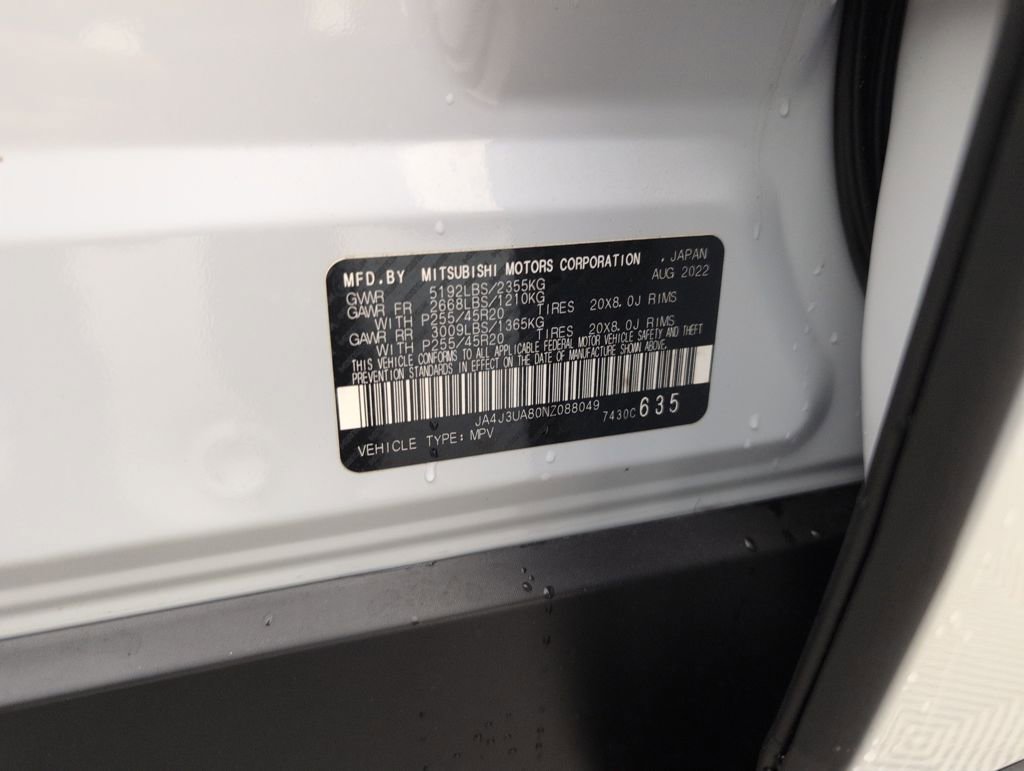 MFD.BY MITSUBISHI MOTORS CORPORATION , JAPAN
AUG 2022
GVWR 5192LBS/2355KG
GAWR FR 2668LBS/1210KG
WITH P255/45R20 TIRES 20X8.0J RIMS
GAWR RR 3009LBS/1365KG
WITH P255/45R20 TIRES 20X8.0J RIMS
THIS VEHICLE CONFORMS TO ALL APPLICABLE FEDERAL MOTOR VEHICLE SAFETY AND THEFT
PREVENTION STANDARDS IN EFFECT ON THE DATE OF MANUFACTURE SHOWN ABOVE.
JA4J3UA80NZ088049 7430C 635
VEHICLE TYPE: MPV